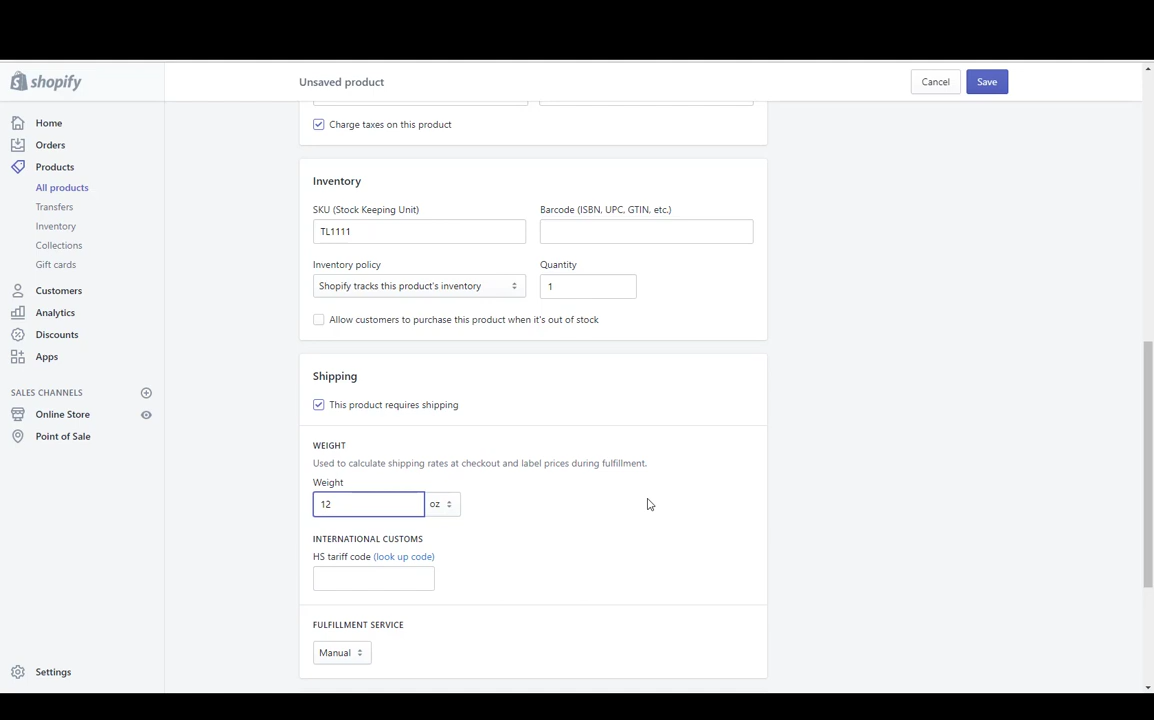 shopify
Unsaved product
Cancel
Save
Home
Orders
Products
All products
Transfers
Inventory
Collections
Gift cards
Customers
Analytics
Discounts
Apps
SALES CHANNELS
Online Store
Point of Sale
Settings
Charge taxes on this product
Inventory
SKU (Stock Keeping Unit)
Barcode (ISBN, UPC, GTIN, etc.)
TL1111
Inventory policy
Quantity
Shopify tracks this product's inventory
1
Allow customers to purchase this product when it's out of stock
Shipping
This product requires shipping
WEIGHT
Used to calculate shipping rates at checkout and label prices during fulfillment.
Weight
12
oz
INTERNATIONAL CUSTOMS
HS tariff code (look up code)
FULFILLMENT SERVICE
Manual